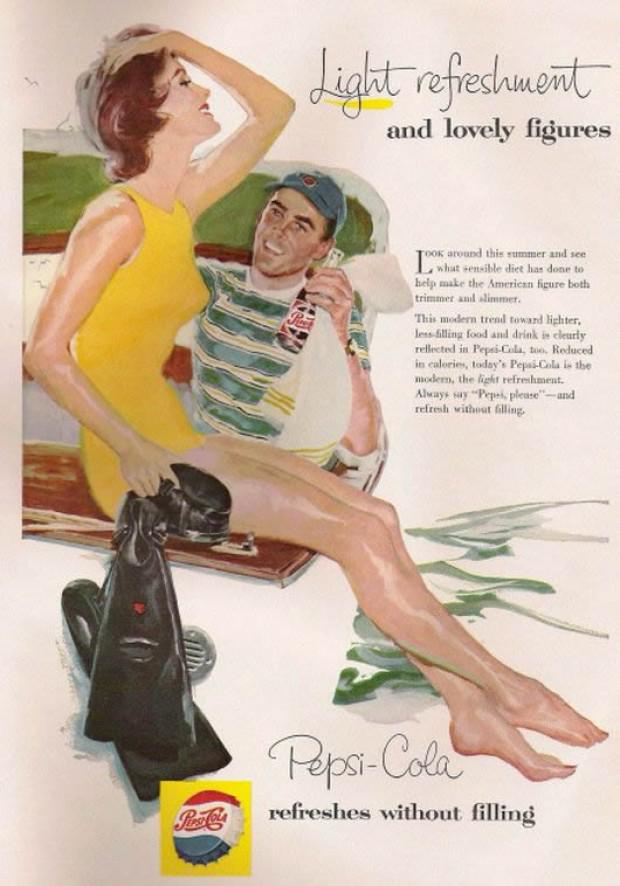 Light refreshment
and lovely figures
Look around this summer and see
what sensible diet has done to
help make the American figure both
trimmer and slimmer.
This modern trend toward lighter,
less-filling food and drink is clearly
reflected in Pepsi-Cola, too. Reduced
in calories, today's Pepsi-Cola is the
modern, the light refreshment.
Always say "Pepsi, please"—and
refresh without filling.
Pepsi-Cola
PEPSI-COLA
refreshes without filling